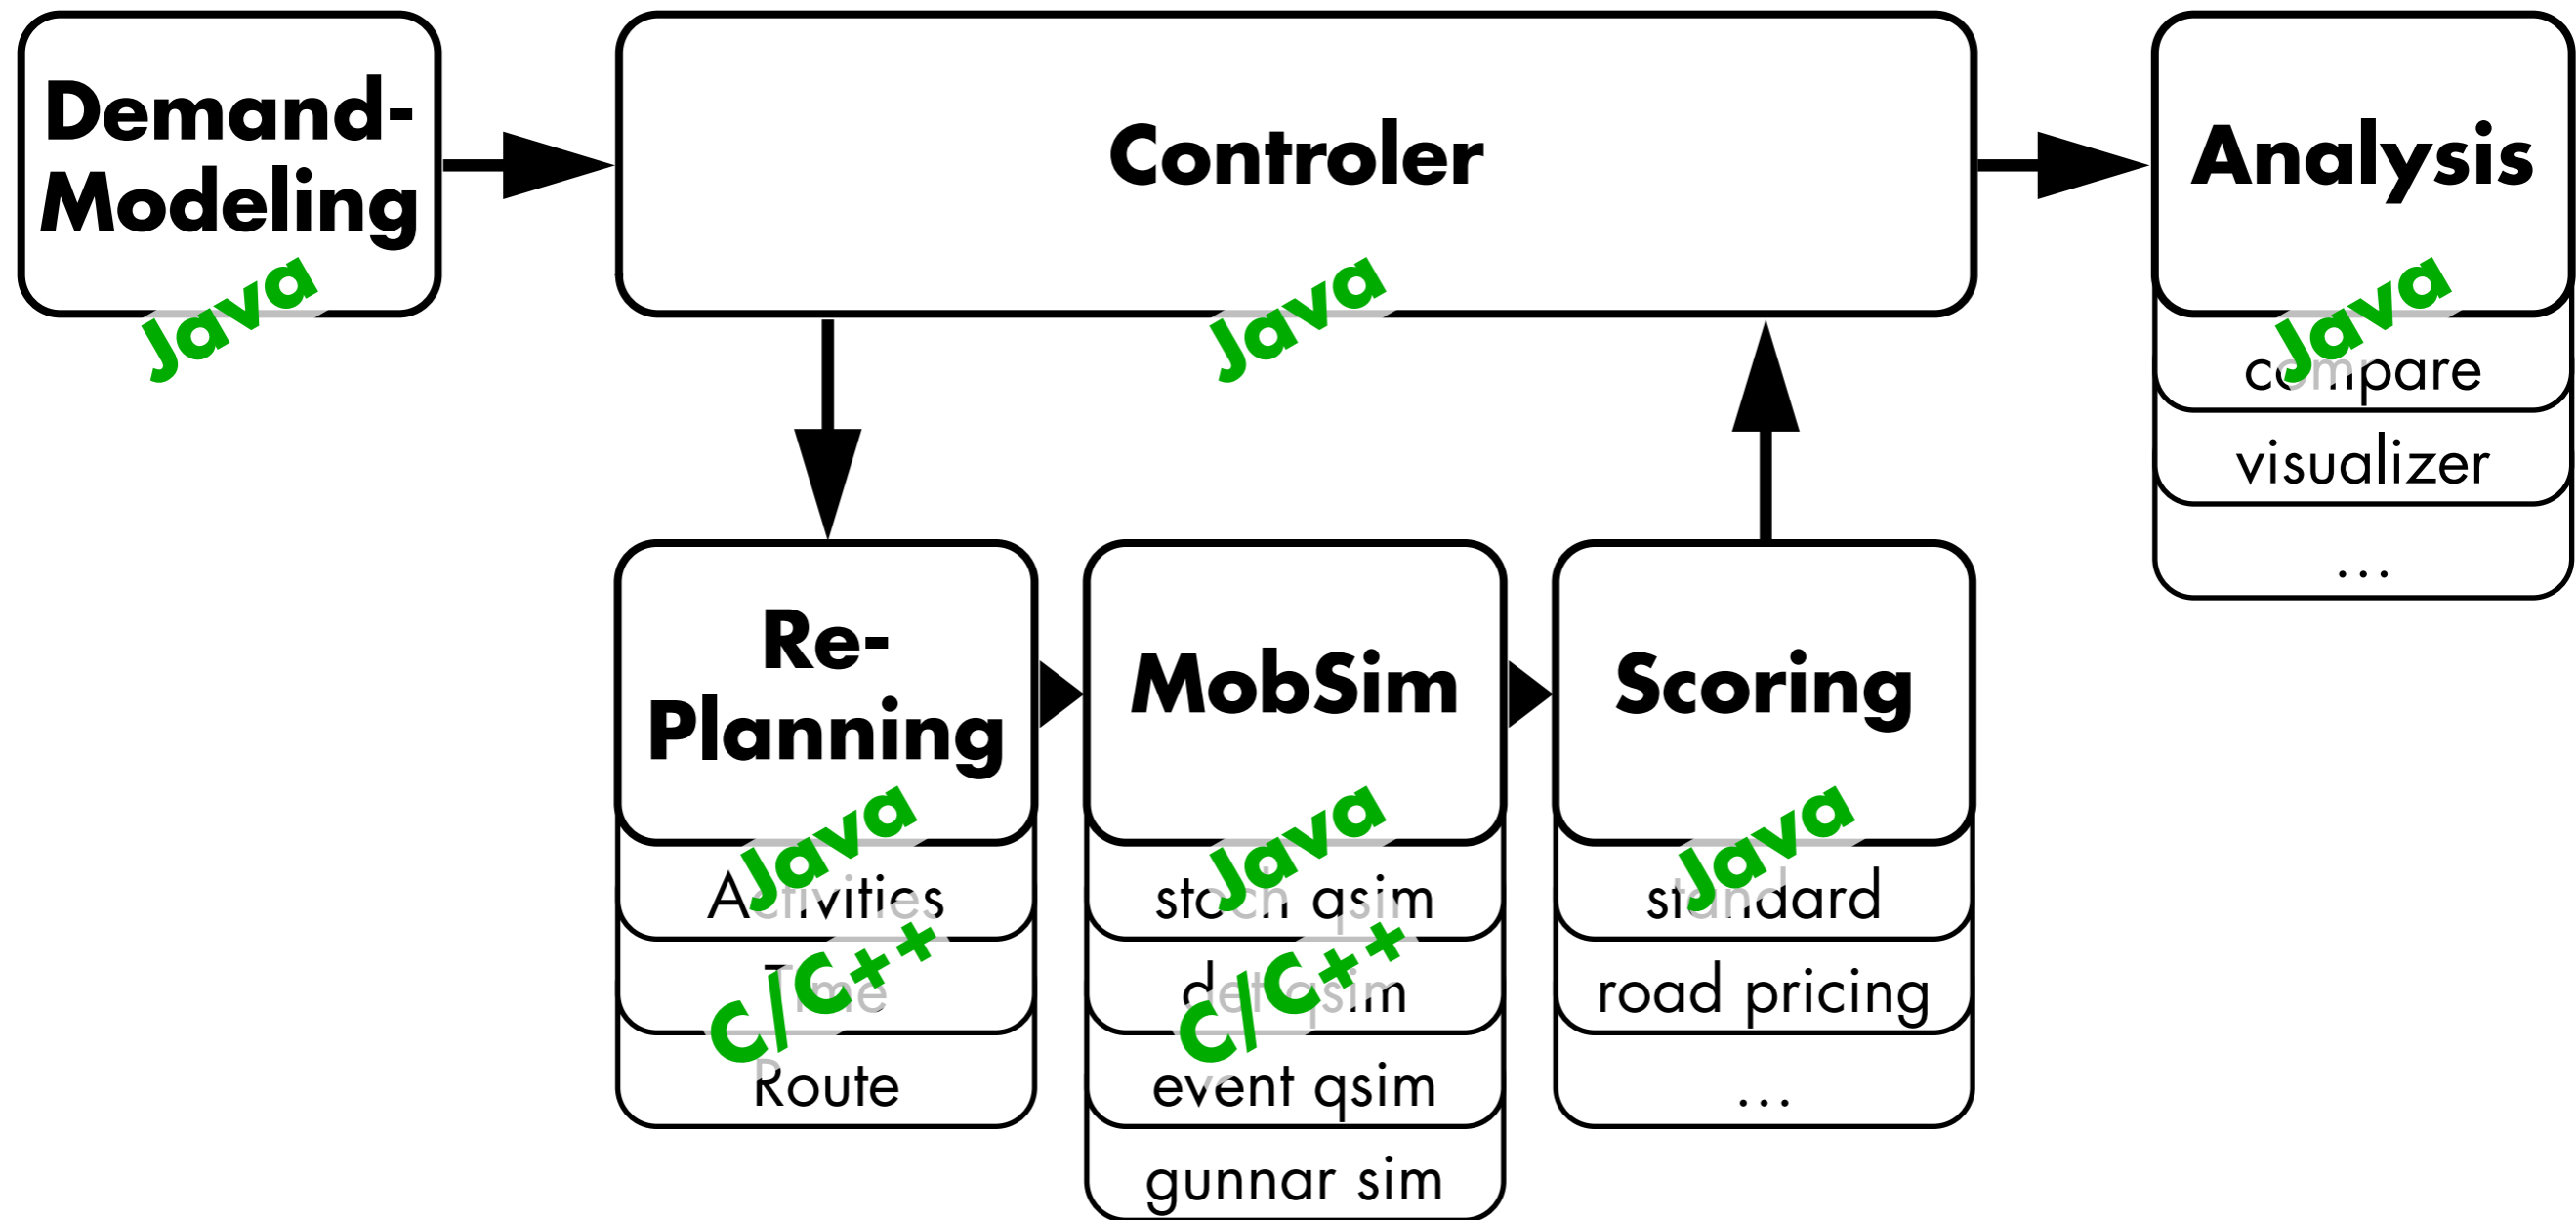 Demand-
Modeling
Java
Controler
Java
Analysis
Java
compare
visualizer
...
Re-
Planning
Java
Activities
C/C++
Time
Route
MobSim
Java
stoch qsim
C/C++
det qsim
event qsim
gunnar sim
Scoring
Java
standard
road pricing
...